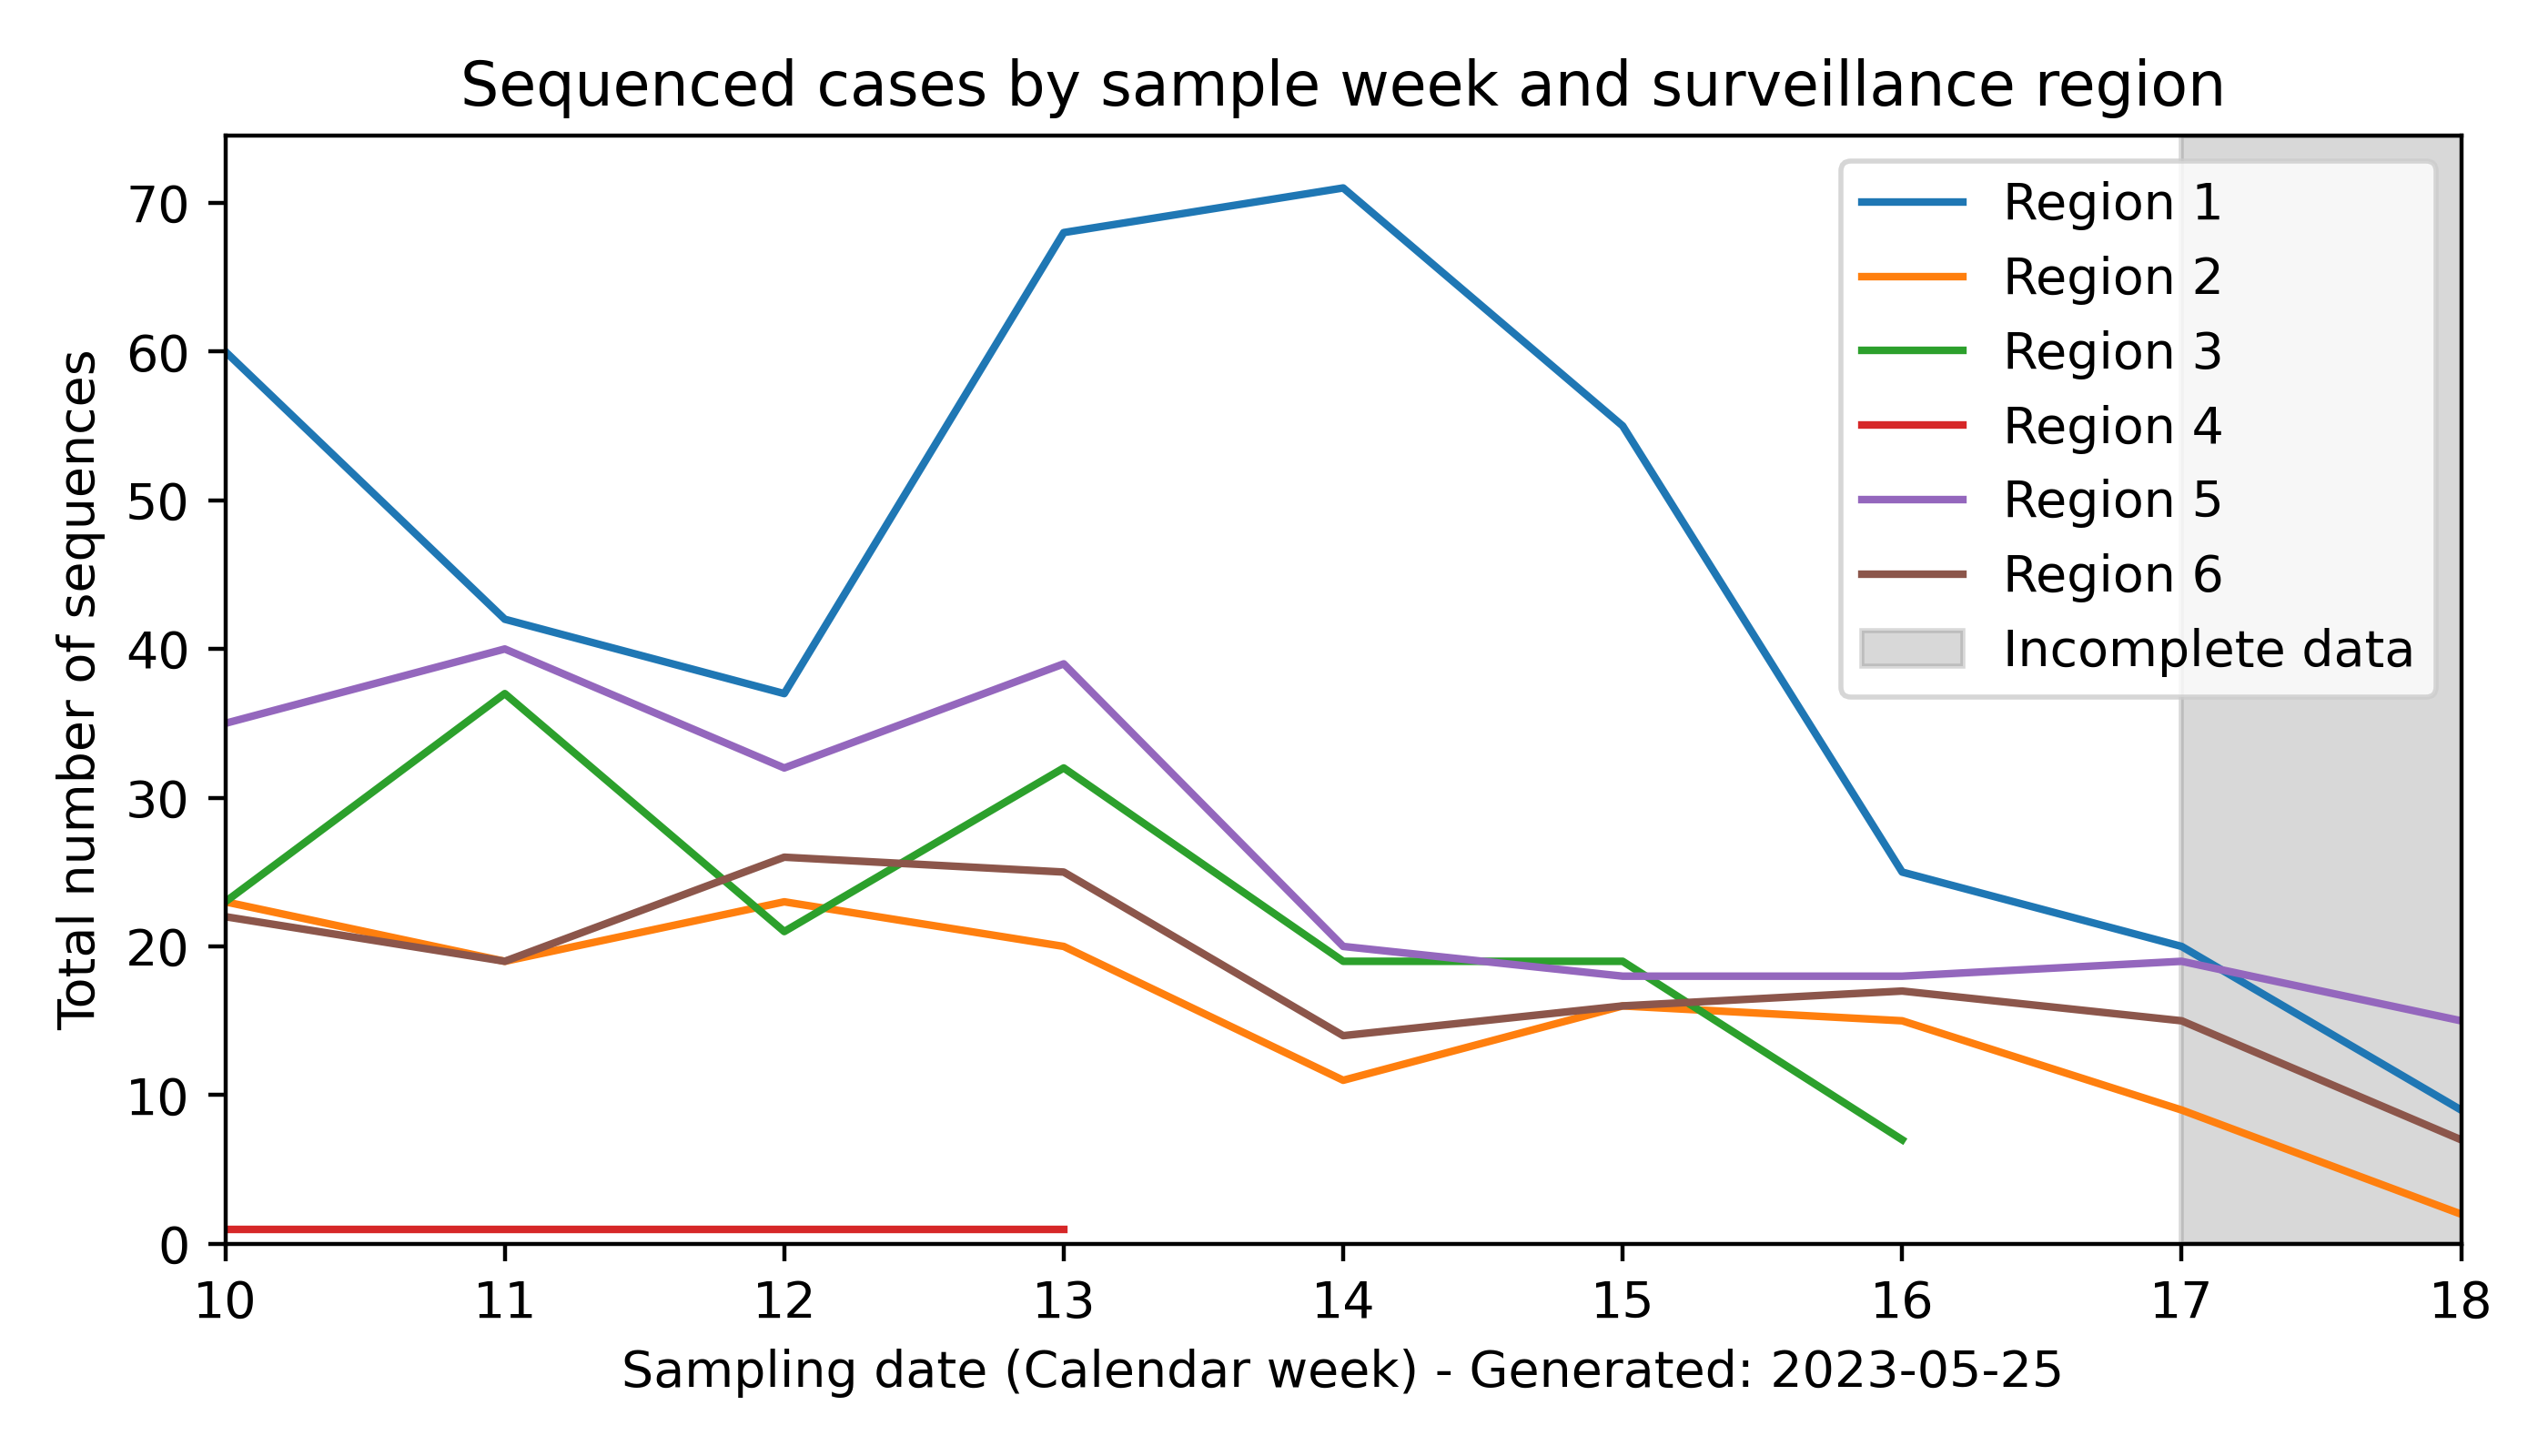 Sequenced cases by sample week and surveillance region
Total number of sequences
70
60
50
40
30
20
10
0
10 11 12 13 14 15 16 17 18
Sampling date (Calendar week) - Generated: 2023-05-25
Region 1
Region 2
Region 3
Region 4
Region 5
Region 6
Incomplete data